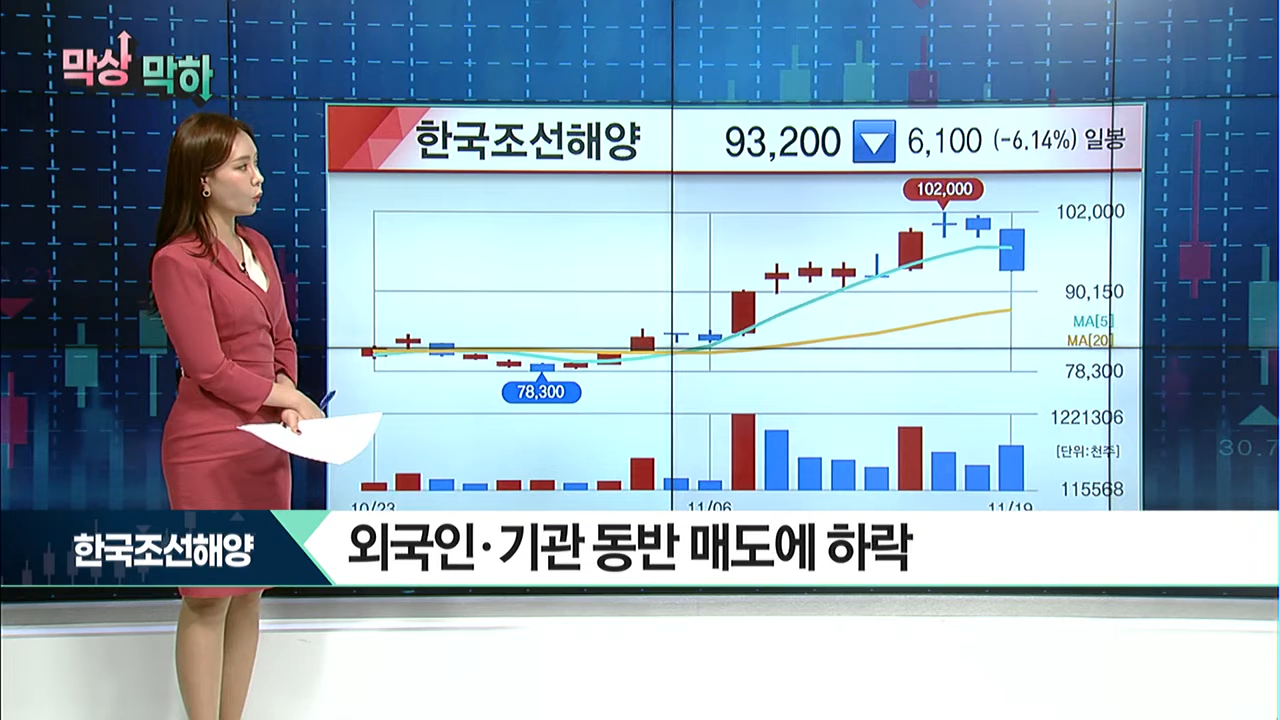 막상 막하
한국조선해양 93,200 ▼ 6,100 (-6.14%) 일봉
102,000
102,000
90,150
MA[5]
MA[20]
78,300
78,300
1221306
[단위:천주]
115568
10/23 11/06 11/19
30.7
한국조선해양
외국인·기관 동반 매도에 하락